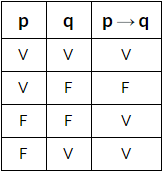 p q p → q
V V V
V F F
F F V
F V V